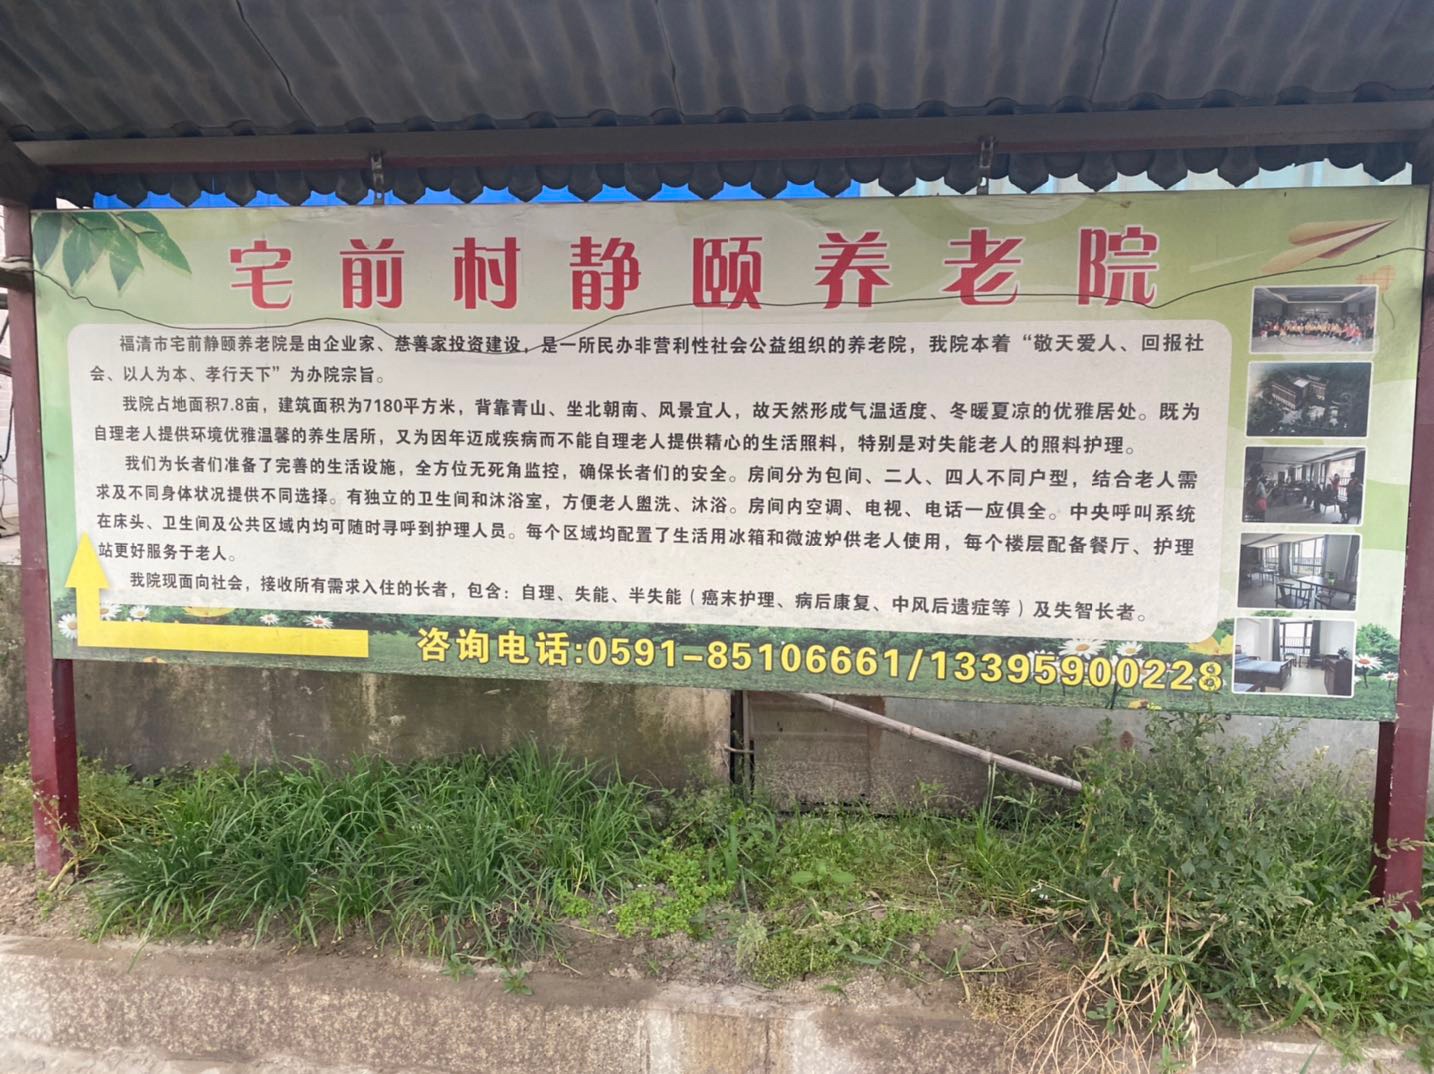 宅前村静颐养老院
福清市宅前静颐养老院是由企业家、慈善家投资建设，是一所民办非营利性社会公益组织的养老院，我院本着“敬天爱人、回报社
会、以人为本、孝行天下”为办院宗旨。
我院占地面积7.8亩，建筑面积为7180平方米，背靠青山、坐北朝南、风景宜人，故天然形成气温适度、冬暖夏凉的优雅居处。既为
自理老人提供环境优雅温馨的养生居所，又为因年迈成疾病而不能自理老人提供精心的生活照料，特别是对失能老人的照料护理。
我们为长者们准备了完善的生活设施，全方位无死角监控，确保长者们的安全。房间分为包间、二人、四人不同户型，结合老人需
求及不同身体状况提供不同选择。有独立的卫生间和沐浴室，方便老人盥洗、沐浴。房间内空调、电视、电话一应俱全。中央呼叫系统
在床头、卫生间及公共区域内均可随时寻呼到护理人员。每个区域均配置了生活用冰箱和微波炉供老人使用，每个楼层配备餐厅、护理
站更好服务于老人。
我院现面向社会，接收所有需求入住的长者，包含：自理、失能、半失能（癌末护理、病后康复、中风后遗症等）及失智长者。
咨询电话:0591-85106661/13395900228